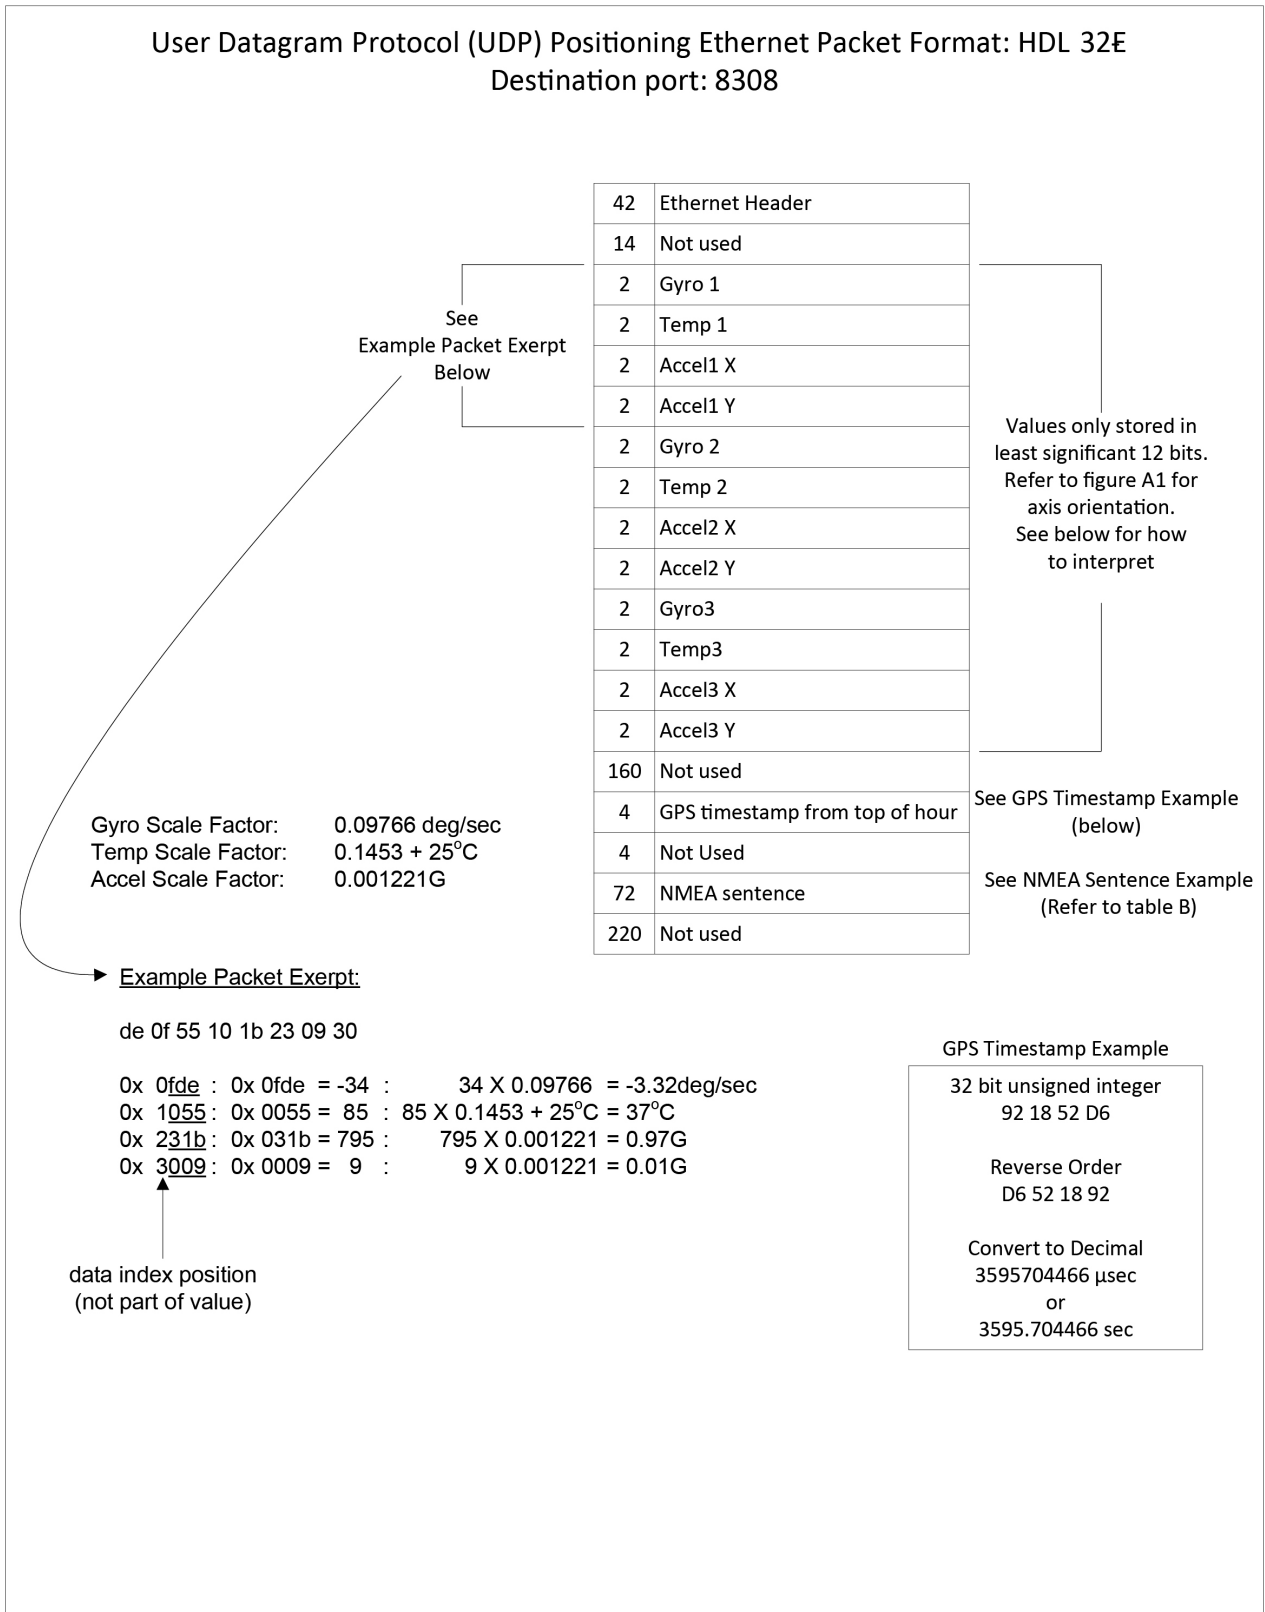 User Datagram Protocol (UDP) Positioning Ethernet Packet Format: HDL 32E
Destination port: 8308
42 Ethernet Header
14 Not used
2 Gyro 1
2 Temp 1
2 Accel1 X
2 Accel1 Y
2 Gyro 2
2 Temp 2
2 Accel2 X
2 Accel2 Y
2 Gyro3
2 Temp3
2 Accel3 X
2 Accel3 Y
160 Not used
4 GPS timestamp from top of hour
4 Not Used
72 NMEA sentence
220 Not used
See
Example Packet Exerpt
Below
Values only stored in
least significant 12 bits.
Refer to figure A1 for
axis orientation.
See below for how
to interpret
See GPS Timestamp Example
(below)
See NMEA Sentence Example
(Refer to table B)
Gyro Scale Factor: 0.09766 deg/sec
Temp Scale Factor: 0.1453 + 25°C
Accel Scale Factor: 0.001221G
Example Packet Exerpt:
de 0f 55 10 1b 23 09 30
0x 0fde : 0x 0fde = -34 : 34 X 0.09766 = -3.32deg/sec
0x 1055 : 0x 0055 = 85 : 85 X 0.1453 + 25°C = 37°C
0x 231b : 0x 031b = 795 : 795 X 0.001221 = 0.97G
0x 3009 : 0x 0009 = 9 : 9 X 0.001221 = 0.01G
data index position
(not part of value)
GPS Timestamp Example
32 bit unsigned integer
92 18 52 D6
Reverse Order
D6 52 18 92
Convert to Decimal
3595704466 µsec
or
3595.704466 sec